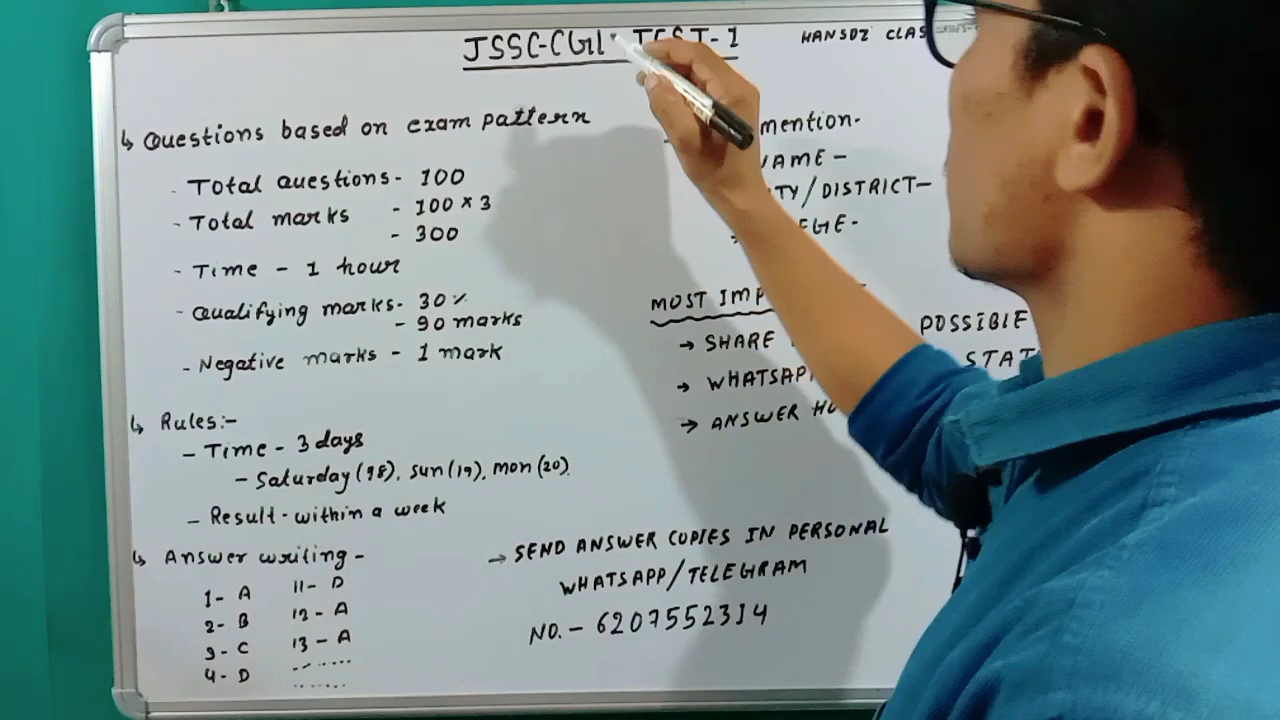 JSSC-CGL TEST-1
HANSDZ CLASSES
↳ Questions based on exam pattern
- Total Questions - 100
- Total marks - 100 × 3
- 300
- Time - 1 hour
- Qualifying marks - 30%
- 90 marks
- Negative marks - 1 mark
↳ Rules:-
- Time - 3 days
- Saturday (18), Sun (19), Mon (20).
- Result - within a week
↳ Answer writing -
1 - A
2 - B
3 - C
4 - D
11 - D
12 - A
13 - A
mention-
NAME -
/DISTRICT-
MOST
→ SHARE
POSSIBLE
→ WHATSAPP
→ ANSWER
→ SEND ANSWER COPIES IN PERSONAL
WHATSAPP/TELEGRAM
NO. - 6207552314